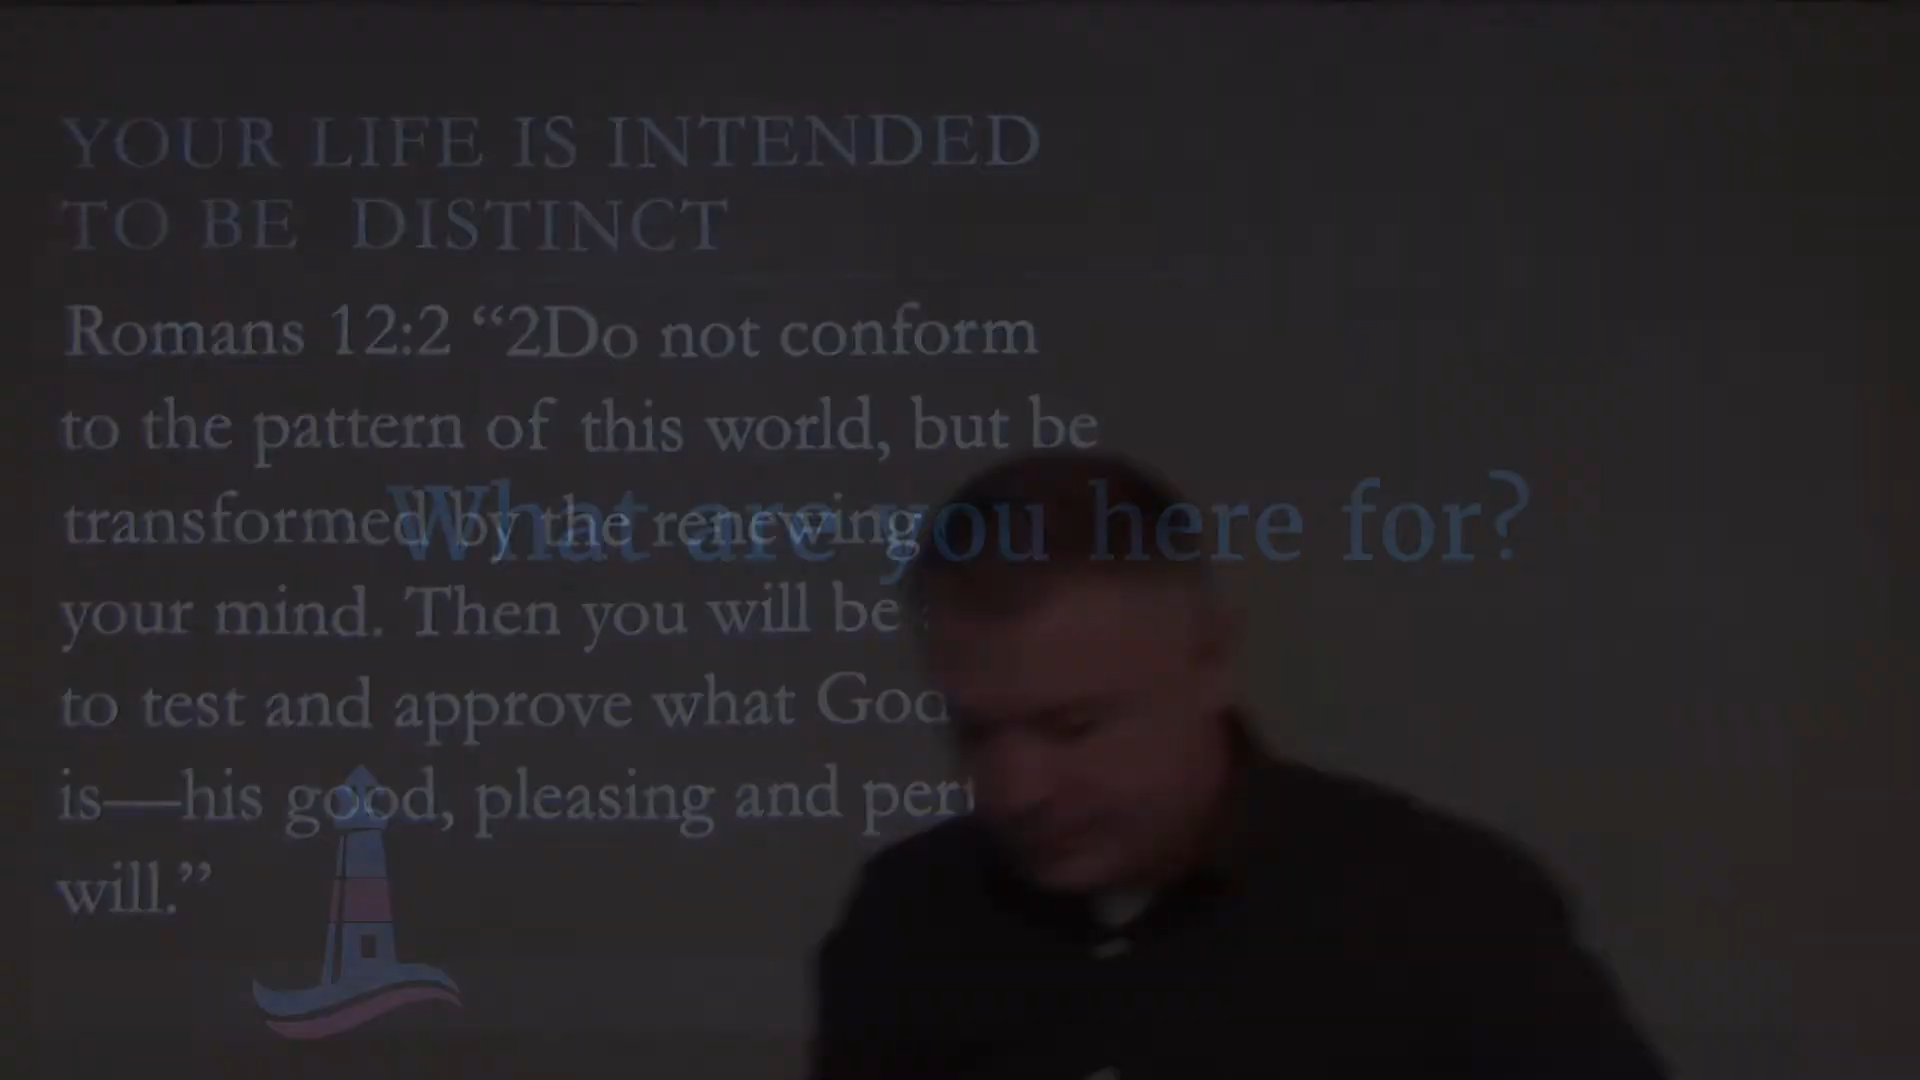 YOUR LIFE IS INTENDED
TO BE DISTINCT
Romans 12:2 “2Do not conform
to the pattern of this world, but be
transformed by the renewing
your mind. Then you will be
to test and approve what God
is—his good, pleasing and
will.”
What are you here for?